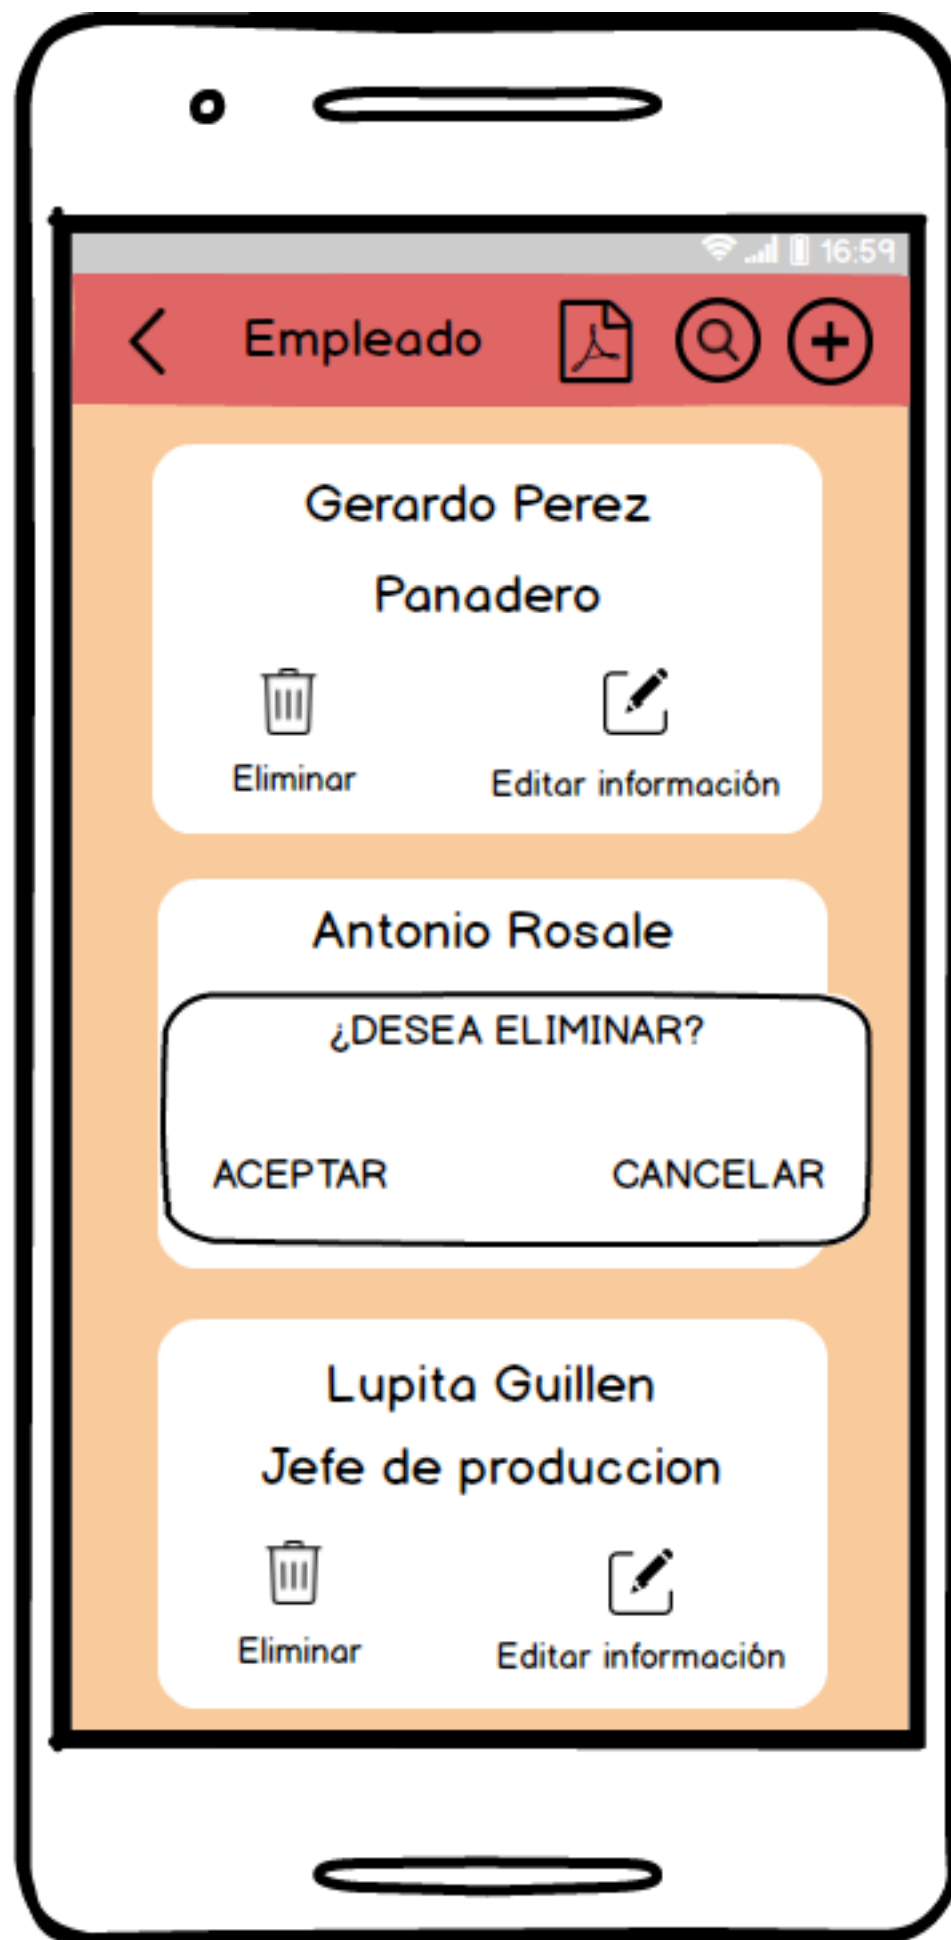 16:59
Empleado
Gerardo Perez
Panadero
Eliminar Editar información
Antonio Rosale
¿DESEA ELIMINAR?
ACEPTAR CANCELAR
Lupita Guillen
Jefe de produccion
Eliminar Editar información